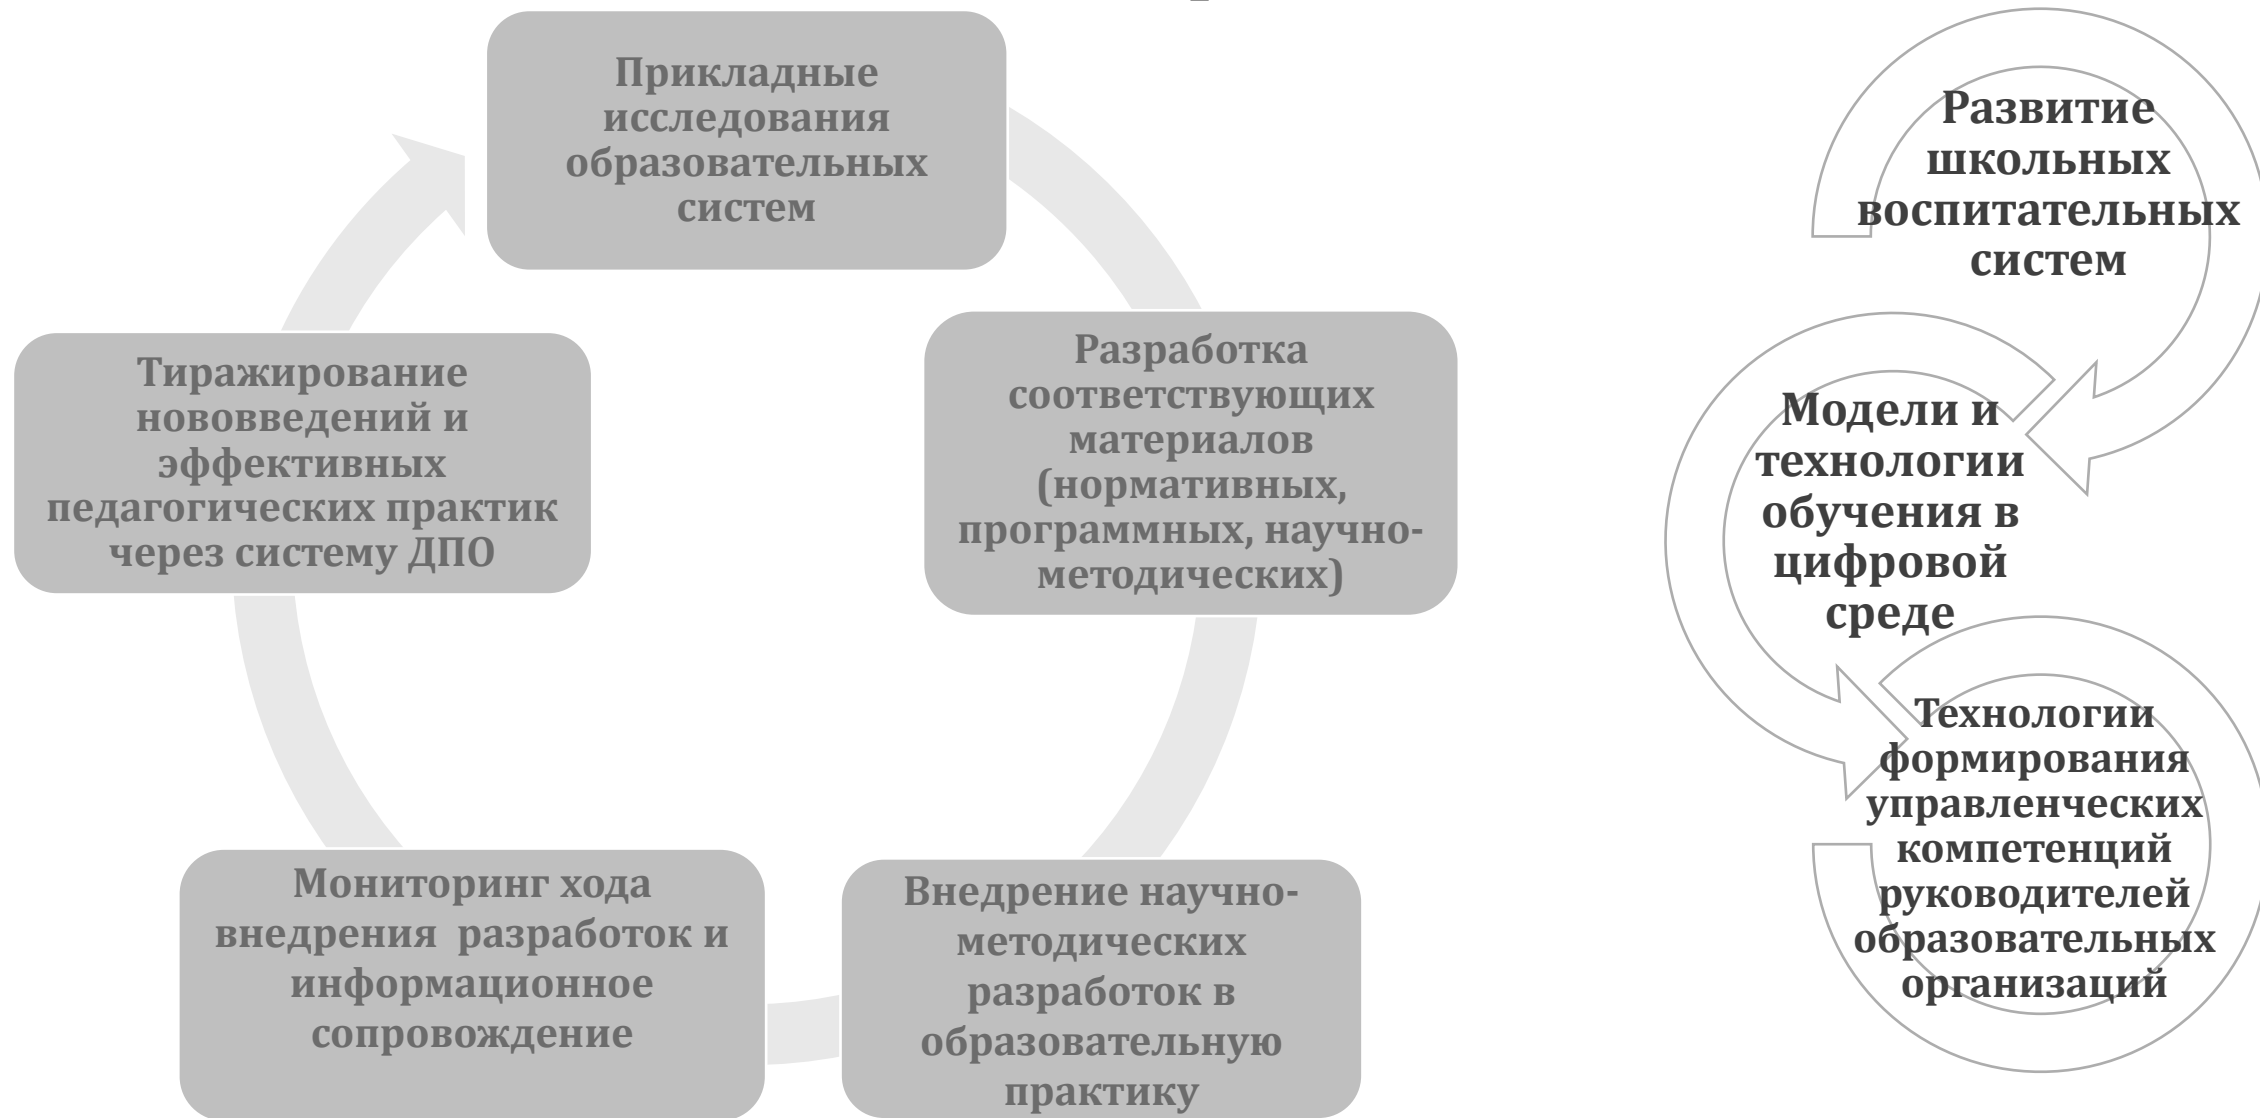 Прикладные
исследования
образовательных
систем
Разработка
соответствующих
материалов
(нормативных,
программных, научно-
методических)
Внедрение научно-
методических
разработок в
образовательную
практику
Мониторинг хода
внедрения разработок и
информационное
сопровождение
Тиражирование
нововведений и
эффективных
педагогических практик
через систему ДПО
Развитие
школьных
воспитательных
систем
Модели и
технологии
обучения в
цифровой
среде
Технологии
формирования
управленческих
компетенций
руководителей
образовательных
организаций